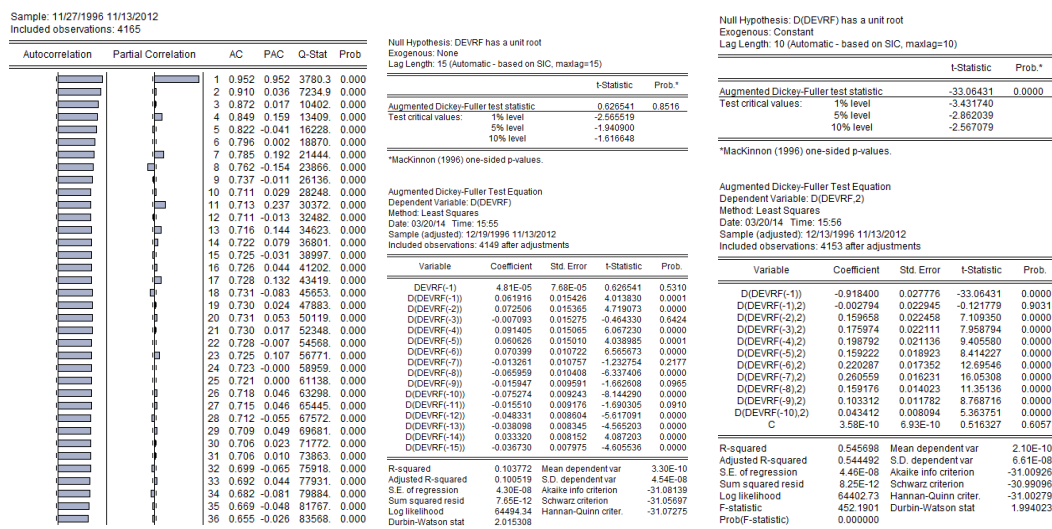 Sample: 11/27/1996 11/13/2012
Included observations: 4165
Autocorrelation Partial Correlation AC PAC Q-Stat Prob
1 0.952 0.952 3780.3 0.000
2 0.910 0.036 7234.9 0.000
3 0.872 0.017 10402. 0.000
4 0.849 0.159 13409. 0.000
5 0.822 -0.041 16228. 0.000
6 0.796 0.002 18870. 0.000
7 0.785 0.192 21444. 0.000
8 0.762 -0.154 23866. 0.000
9 0.737 -0.011 26136. 0.000
10 0.711 0.029 28248. 0.000
11 0.713 0.237 30372. 0.000
12 0.711 -0.013 32482. 0.000
13 0.716 0.144 34623. 0.000
14 0.722 0.079 36801. 0.000
15 0.725 -0.031 38997. 0.000
16 0.726 0.044 41202. 0.000
17 0.728 0.132 43419. 0.000
18 0.731 -0.083 45653. 0.000
19 0.730 0.024 47883. 0.000
20 0.731 0.053 50119. 0.000
21 0.730 0.017 52348. 0.000
22 0.728 -0.007 54568. 0.000
23 0.725 0.107 56771. 0.000
24 0.723 -0.000 58959. 0.000
25 0.721 0.000 61138. 0.000
26 0.718 0.046 63298. 0.000
27 0.715 0.046 65445. 0.000
28 0.712 -0.055 67572. 0.000
29 0.709 0.049 69681. 0.000
30 0.706 0.023 71772. 0.000
31 0.706 0.010 73863. 0.000
32 0.699 -0.065 75918. 0.000
33 0.692 0.044 77931. 0.000
34 0.682 -0.081 79884. 0.000
35 0.669 -0.048 81767. 0.000
36 0.655 -0.026 83568. 0.000
Null Hypothesis: DEVRF has a unit root
Exogenous: None
Lag Length: 15 (Automatic - based on SIC, maxlag=15)
t-Statistic Prob.*
Augmented Dickey-Fuller test statistic 0.626541 0.8516
Test critical values: 1% level -2.565519
5% level -1.940900
10% level -1.616648
*MacKinnon (1996) one-sided p-values.
Augmented Dickey-Fuller Test Equation
Dependent Variable: D(DEVRF)
Method: Least Squares
Date: 03/20/14 Time: 15:55
Sample (adjusted): 12/19/1996 11/13/2012
Included observations: 4149 after adjustments
Variable Coefficient Std. Error t-Statistic Prob.
DEVRF(-1) 4.81E-05 7.68E-05 0.626541 0.5310
D(DEVRF(-1)) 0.061916 0.015426 4.013830 0.0001
D(DEVRF(-2)) 0.072506 0.015365 4.719073 0.0000
D(DEVRF(-3)) -0.007093 0.015275 -0.464330 0.6424
D(DEVRF(-4)) 0.091405 0.015065 6.067230 0.0000
D(DEVRF(-5)) 0.060626 0.015010 4.038985 0.0001
D(DEVRF(-6)) 0.070399 0.010722 6.565673 0.0000
D(DEVRF(-7)) -0.013261 0.010757 -1.232754 0.2177
D(DEVRF(-8)) -0.065959 0.010408 -6.337406 0.0000
D(DEVRF(-9)) -0.015947 0.009591 -1.662608 0.0965
D(DEVRF(-10)) -0.075274 0.009243 -8.144290 0.0000
D(DEVRF(-11)) -0.015510 0.009176 -1.690305 0.0910
D(DEVRF(-12)) -0.048331 0.008604 -5.617091 0.0000
D(DEVRF(-13)) -0.038098 0.008345 -4.565203 0.0000
D(DEVRF(-14)) 0.033320 0.008152 4.087203 0.0000
D(DEVRF(-15)) -0.036730 0.007975 -4.605536 0.0000
R-squared 0.103772 Mean dependent var 3.30E-10
Adjusted R-squared 0.100519 S.D. dependent var 4.54E-08
S.E. of regression 4.30E-08 Akaike info criterion -31.08139
Sum squared resid 7.65E-12 Schwarz criterion -31.05697
Log likelihood 64494.34 Hannan-Quinn criter. -31.07275
Durbin-Watson stat 2.015308
Null Hypothesis: D(DEVRF) has a unit root
Exogenous: Constant
Lag Length: 10 (Automatic - based on SIC, maxlag=10)
t-Statistic Prob.*
Augmented Dickey-Fuller test statistic -33.06431 0.0000
Test critical values: 1% level -3.431740
5% level -2.862039
10% level -2.567079
*MacKinnon (1996) one-sided p-values.
Augmented Dickey-Fuller Test Equation
Dependent Variable: D(DEVRF,2)
Method: Least Squares
Date: 03/20/14 Time: 15:56
Sample (adjusted): 12/13/1996 11/13/2012
Included observations: 4153 after adjustments
Variable Coefficient Std. Error t-Statistic Prob.
D(DEVRF(-1)) -0.918400 0.027776 -33.06431 0.0000
D(DEVRF(-1),2) -0.002794 0.022945 -0.121779 0.9031
D(DEVRF(-2),2) 0.159658 0.022458 7.109350 0.0000
D(DEVRF(-3),2) 0.175974 0.022111 7.958794 0.0000
D(DEVRF(-4),2) 0.198792 0.021136 9.405580 0.0000
D(DEVRF(-5),2) 0.159222 0.018923 8.414227 0.0000
D(DEVRF(-6),2) 0.220287 0.017352 12.69546 0.0000
D(DEVRF(-7),2) 0.260559 0.016231 16.05308 0.0000
D(DEVRF(-8),2) 0.159176 0.014023 11.35136 0.0000
D(DEVRF(-9),2) 0.103312 0.011782 8.768716 0.0000
D(DEVRF(-10),2) 0.043412 0.008094 5.363751 0.0000
C 3.58E-10 6.93E-10 0.516327 0.6057
R-squared 0.545698 Mean dependent var 2.10E-10
Adjusted R-squared 0.544492 S.D. dependent var 6.61E-08
S.E. of regression 4.46E-08 Akaike info criterion -31.00926
Sum squared resid 8.25E-12 Schwarz criterion -30.99096
Log likelihood 64402.73 Hannan-Quinn criter. -31.00279
F-statistic 452.1901 Durbin-Watson stat 1.994023
Prob(F-statistic) 0.000000